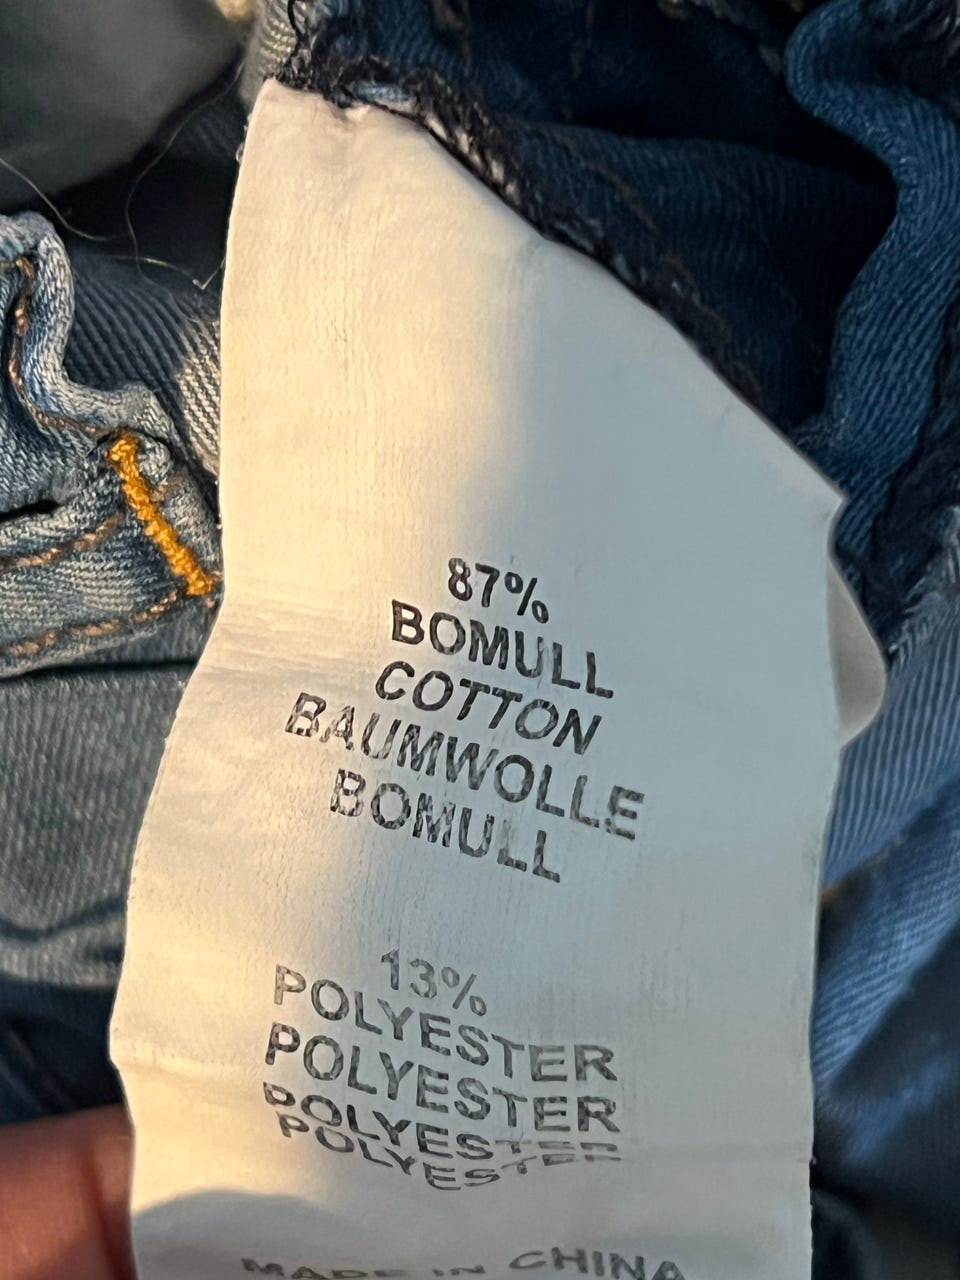 87%
BOMULL
COTTON
BAUMWOLLE
BOMULL
13%
POLYESTER
POLYESTER
POLYESTER
POLYESTER
MADE IN CHINA